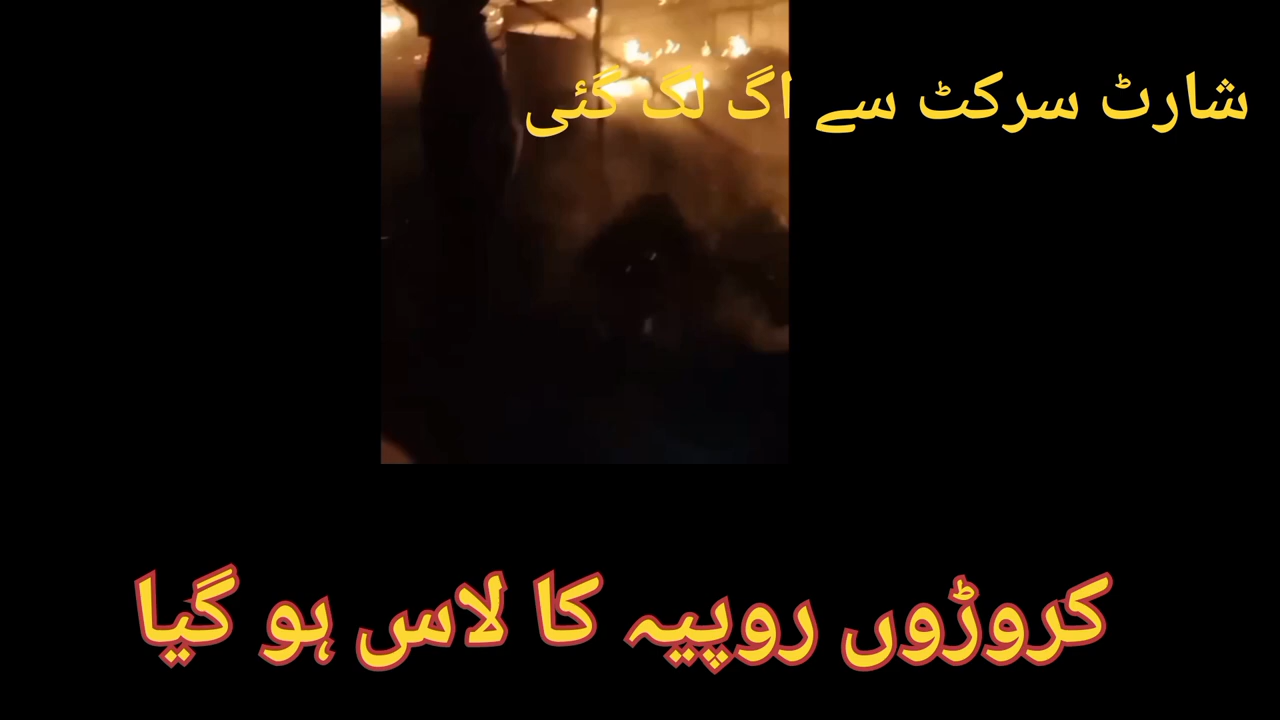 شارٹ سرکٹ سے اگ لگ گئی
کروڑوں روپیہ کا لاس ہو گیا